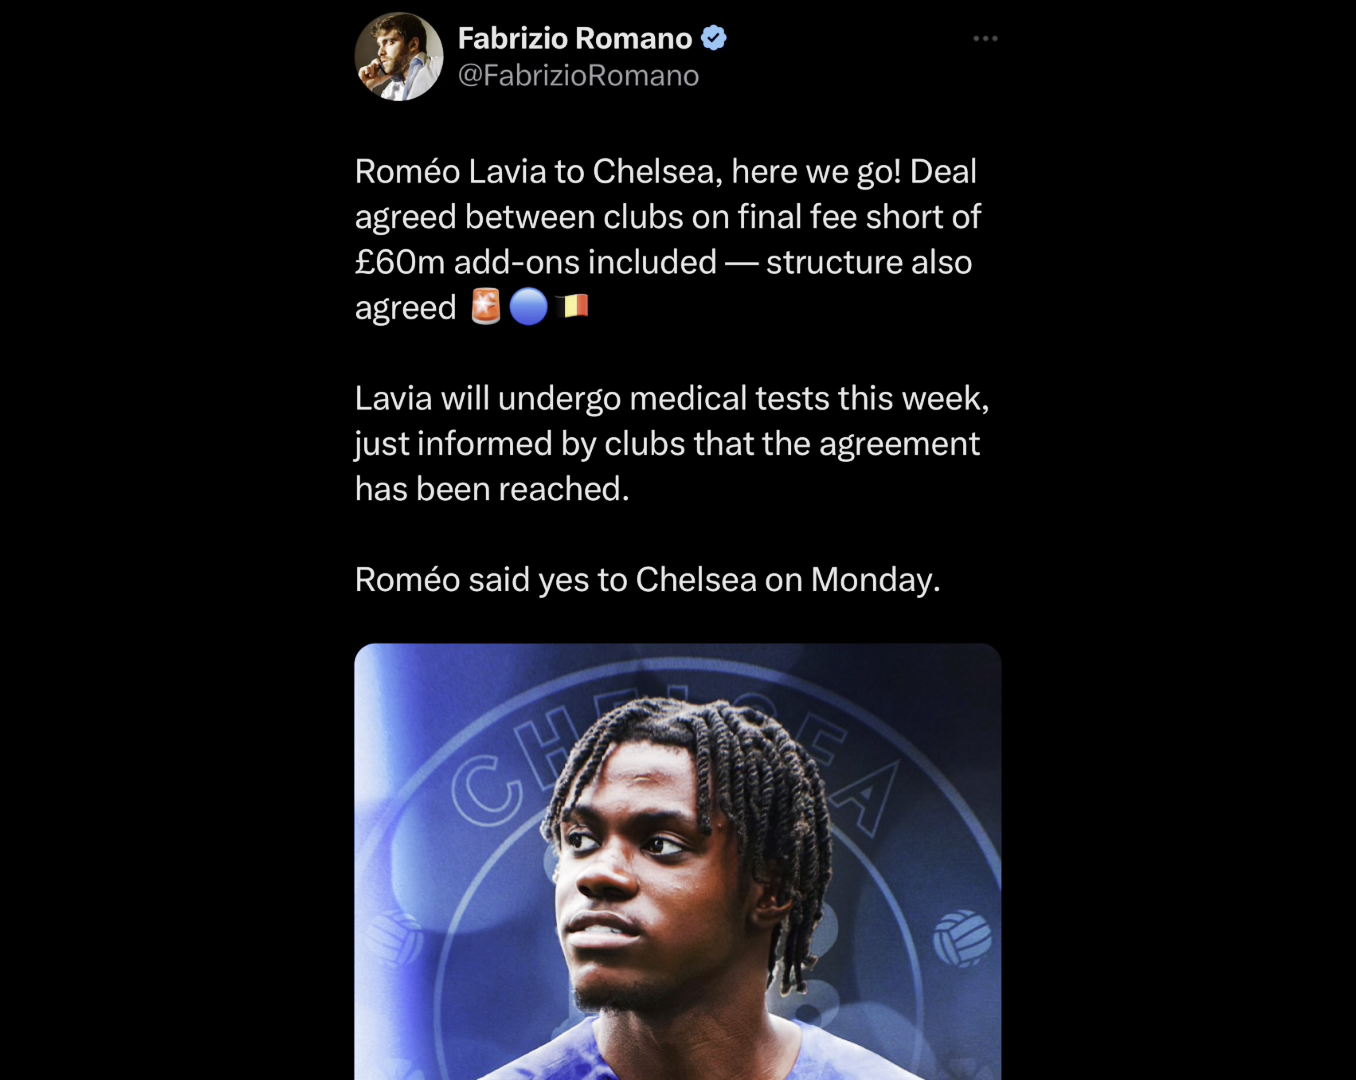 Fabrizio Romano
@FabrizioRomano
Roméo Lavia to Chelsea, here we go! Deal
agreed between clubs on final fee short of
£60m add-ons included — structure also
agreed 🚨🔵🇧🇪
Lavia will undergo medical tests this week,
just informed by clubs that the agreement
has been reached.
Roméo said yes to Chelsea on Monday.
CHELSEA